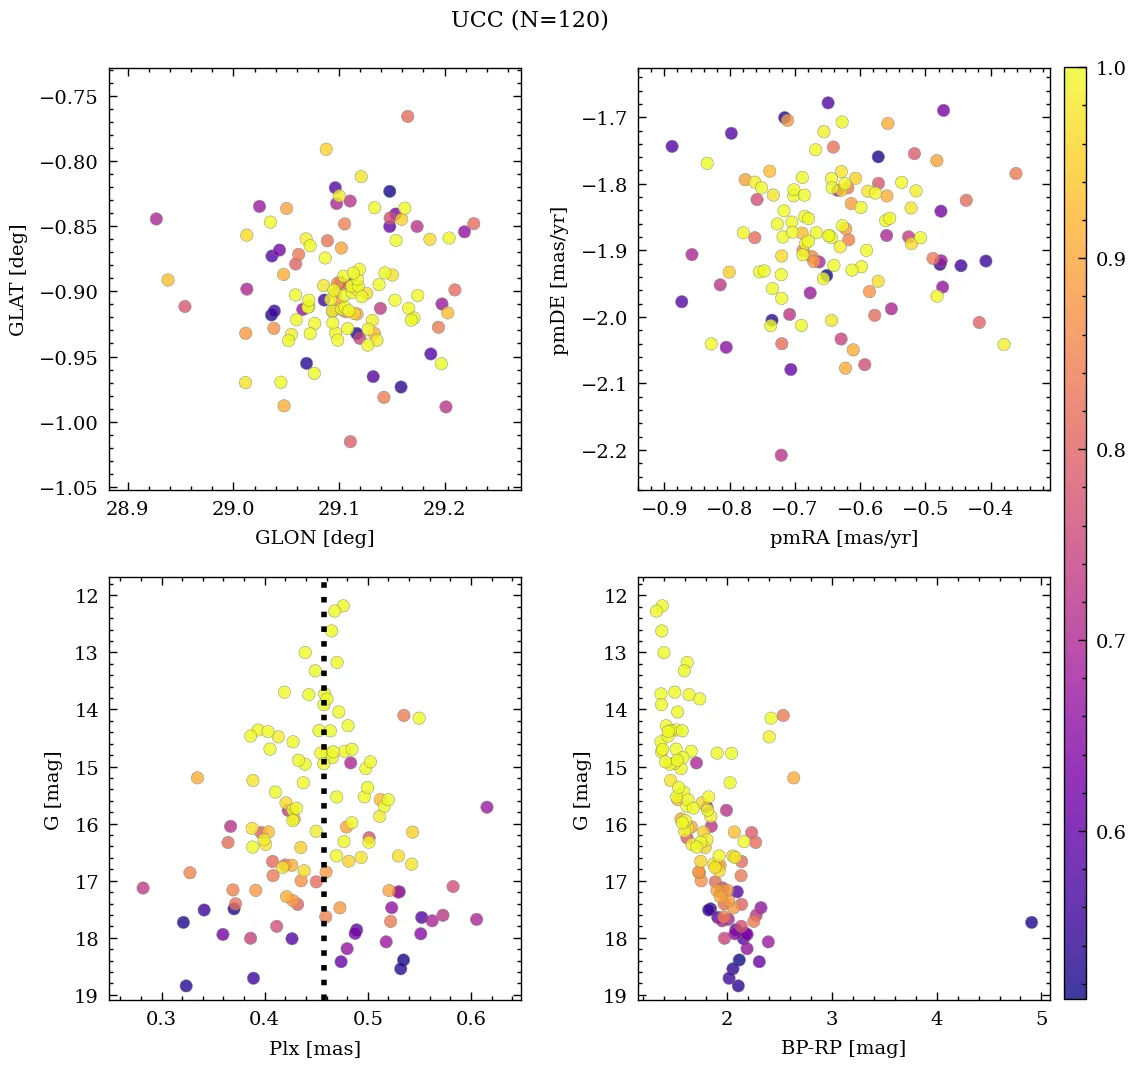 UCC (N=120)
−0.75
−0.80
−0.85
−0.90
−0.95
−1.00
−1.05
GLAT [deg]
28.9 29.0 29.1 29.2
GLON [deg]
−1.7
−1.8
−1.9
−2.0
−2.1
−2.2
pmDE [mas/yr]
−0.9 −0.8 −0.7 −0.6 −0.5 −0.4
pmRA [mas/yr]
12
13
14
15
16
17
18
19
G [mag]
0.3 0.4 0.5 0.6
Plx [mas]
12
13
14
15
16
17
18
19
G [mag]
2 3 4 5
BP-RP [mag]
1.0
0.9
0.8
0.7
0.6